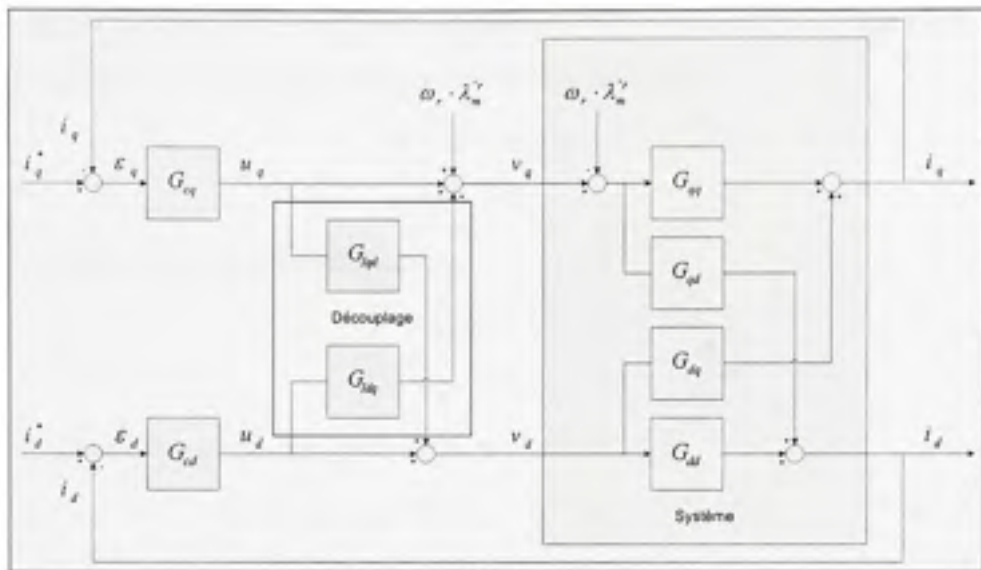 ω_r · λ_m^'r ω_r · λ_m^'r
i_q
i_q^* ε_q G_cq u_q v_q G_qq i_q
G_qd
Découplage
G_dq
i_d^* ε_d G_cd u_d v_d G_dd i_d
i_d
Système